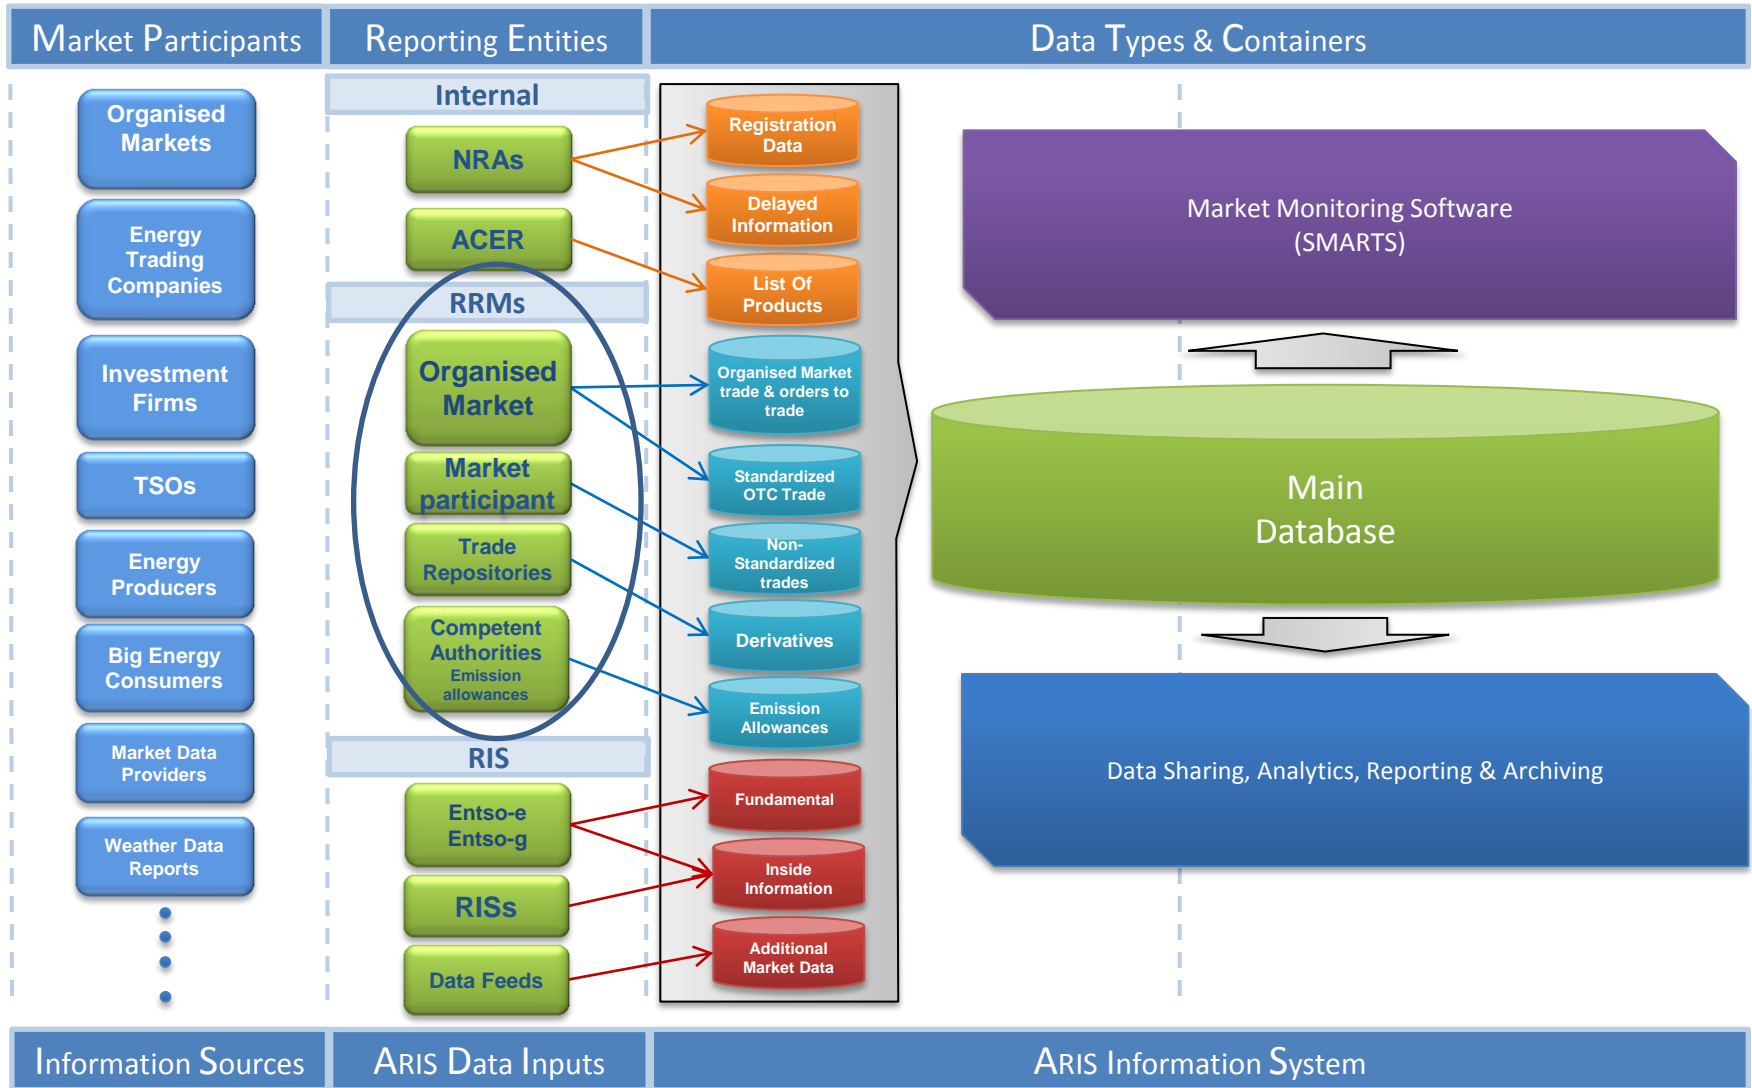 Market Participants
Reporting Entities
Data Types & Containers
Organised
Markets
Energy
Trading
Companies
Investment
Firms
TSOs
Energy
Producers
Big Energy
Consumers
Market Data
Providers
Weather Data
Reports
Internal
NRAs
ACER
RRMs
Organised
Market
Market
participant
Trade
Repositories
Competent
Authorities
Emission
allowances
RIS
Entso-e
Entso-g
RISs
Data Feeds
Registration
Data
Delayed
Information
List Of
Products
Organised Market
trade & orders to
trade
Standardized
OTC Trade
Non-
Standardized
trades
Derivatives
Emission
Allowances
Fundamental
Inside
Information
Additional
Market Data
Market Monitoring Software
(SMARTS)
Main
Database
Data Sharing, Analytics, Reporting & Archiving
Information Sources
ARIS Data Inputs
ARIS Information System